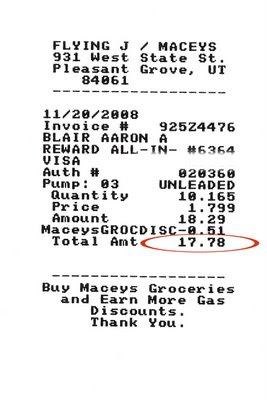 FLYING J / MACEYS
931 West State St.
Pleasant Grove, UT
84061
--------------------
11/20/2008
Invoice # 925Z4476
BLAIR AARON A
REWARD ALL-IN- #6364
VISA
Auth # 020360
Pump: 03 UNLEADED
Quantity 10.165
Price 1.799
Amount 18.29
MaceysGROCDISC-0.51
Total Amt 17.78
--------------------
Buy Maceys Groceries
and Earn More Gas
Discounts.
Thank You.